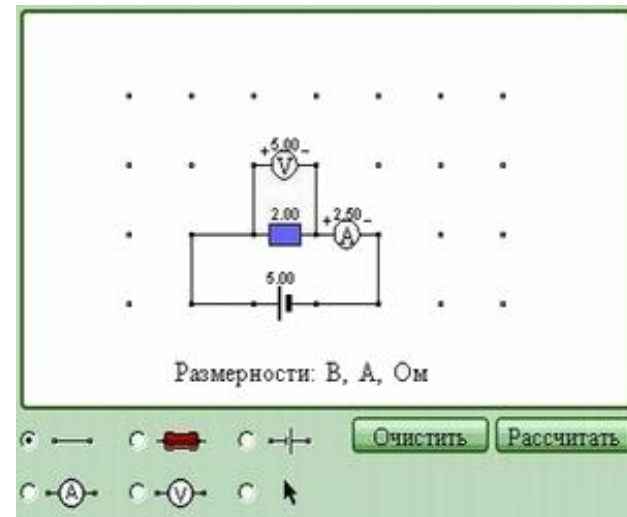 +5.00-
V
2.00
+2.50-
A
5.00
Размерности: В, А, Ом
Очистить
Рассчитать
A
V